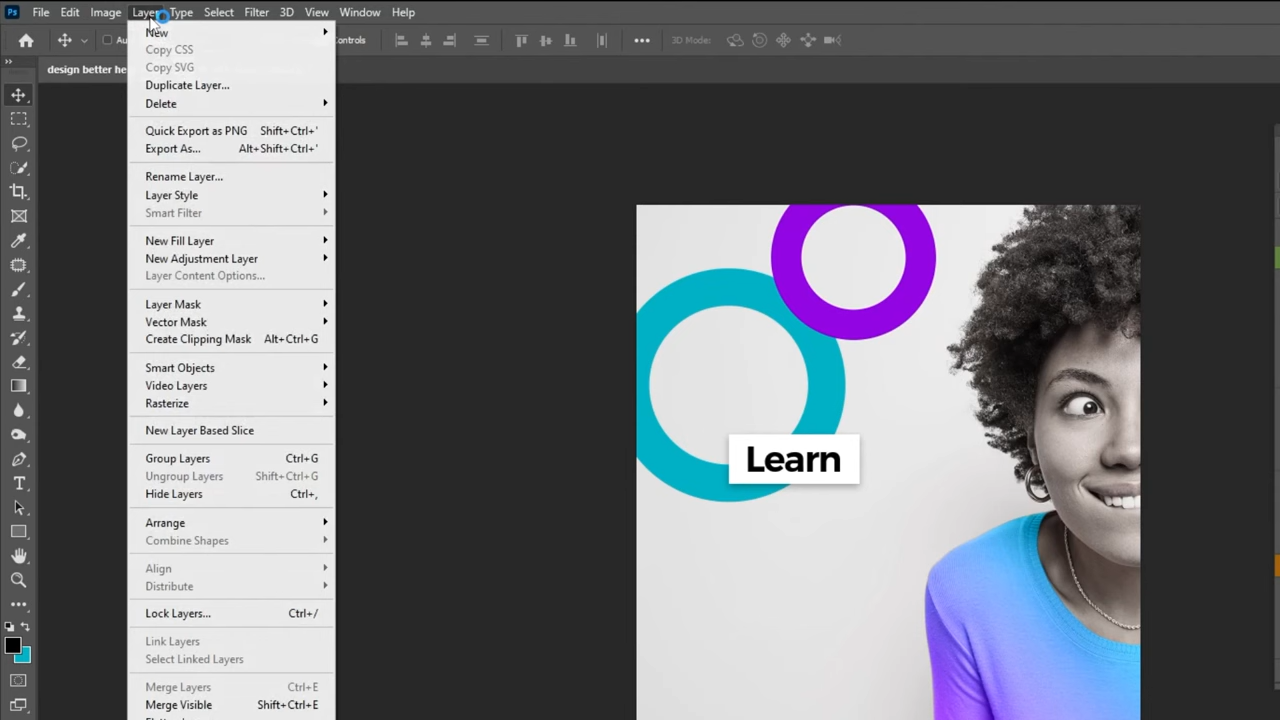 Ps File Edit Image Layer Type Select Filter 3D View Window Help
Controls 3D Mode:
design better he
New
Copy CSS
Copy SVG
Duplicate Layer...
Delete
Quick Export as PNG Shift+Ctrl+'
Export As... Alt+Shift+Ctrl+'
Rename Layer...
Layer Style
Smart Filter
New Fill Layer
New Adjustment Layer
Layer Content Options...
Layer Mask
Vector Mask
Create Clipping Mask Alt+Ctrl+G
Smart Objects
Video Layers
Rasterize
New Layer Based Slice
Group Layers Ctrl+G
Ungroup Layers Shift+Ctrl+G
Hide Layers Ctrl+,
Arrange
Combine Shapes
Align
Distribute
Lock Layers... Ctrl+/
Link Layers
Select Linked Layers
Merge Layers Ctrl+E
Merge Visible Shift+Ctrl+E
Learn